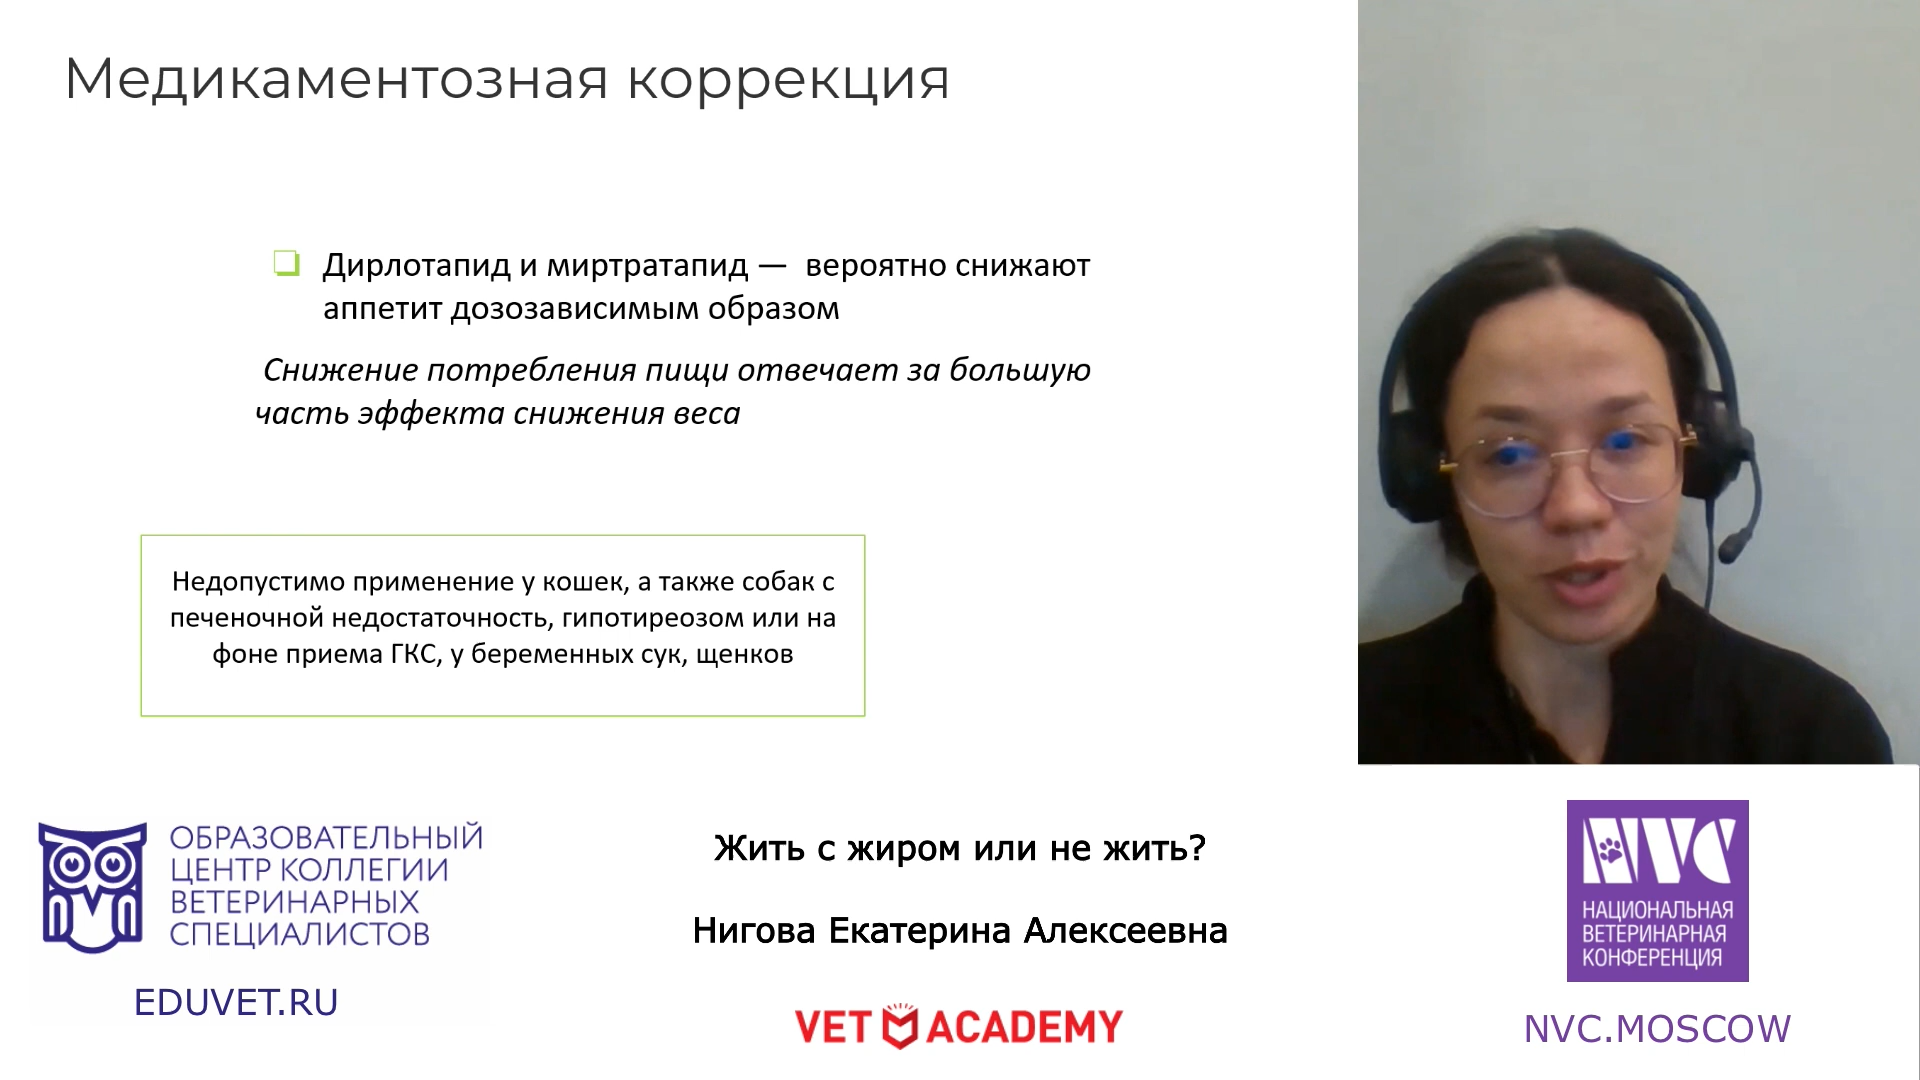 Медикаментозная коррекция
Дирлотапид и миртратапид — вероятно снижают
аппетит дозозависимым образом
Снижение потребления пищи отвечает за большую
часть эффекта снижения веса
Недопустимо применение у кошек, а также собак с
печеночной недостаточность, гипотиреозом или на
фоне приема ГКС, у беременных сук, щенков
ОБРАЗОВАТЕЛЬНЫЙ
ЦЕНТР КОЛЛЕГИИ
ВЕТЕРИНАРНЫХ
СПЕЦИАЛИСТОВ
EDUVET.RU
Жить с жиром или не жить?
Нигова Екатерина Алексеевна
VET ACADEMY
NVC
НАЦИОНАЛЬНАЯ
ВЕТЕРИНАРНАЯ
КОНФЕРЕНЦИЯ
NVC.MOSCOW